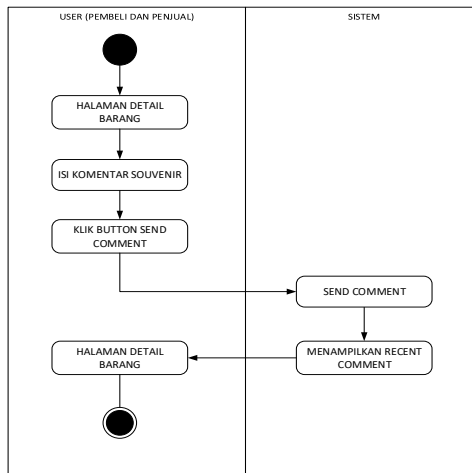 USER (PEMBELI DAN PENJUAL)
SISTEM
HALAMAN DETAIL
BARANG
ISI KOMENTAR SOUVENIR
KLIK BUTTON SEND
COMMENT
SEND COMMENT
HALAMAN DETAIL
BARANG
MENAMPILKAN RECENT
COMMENT